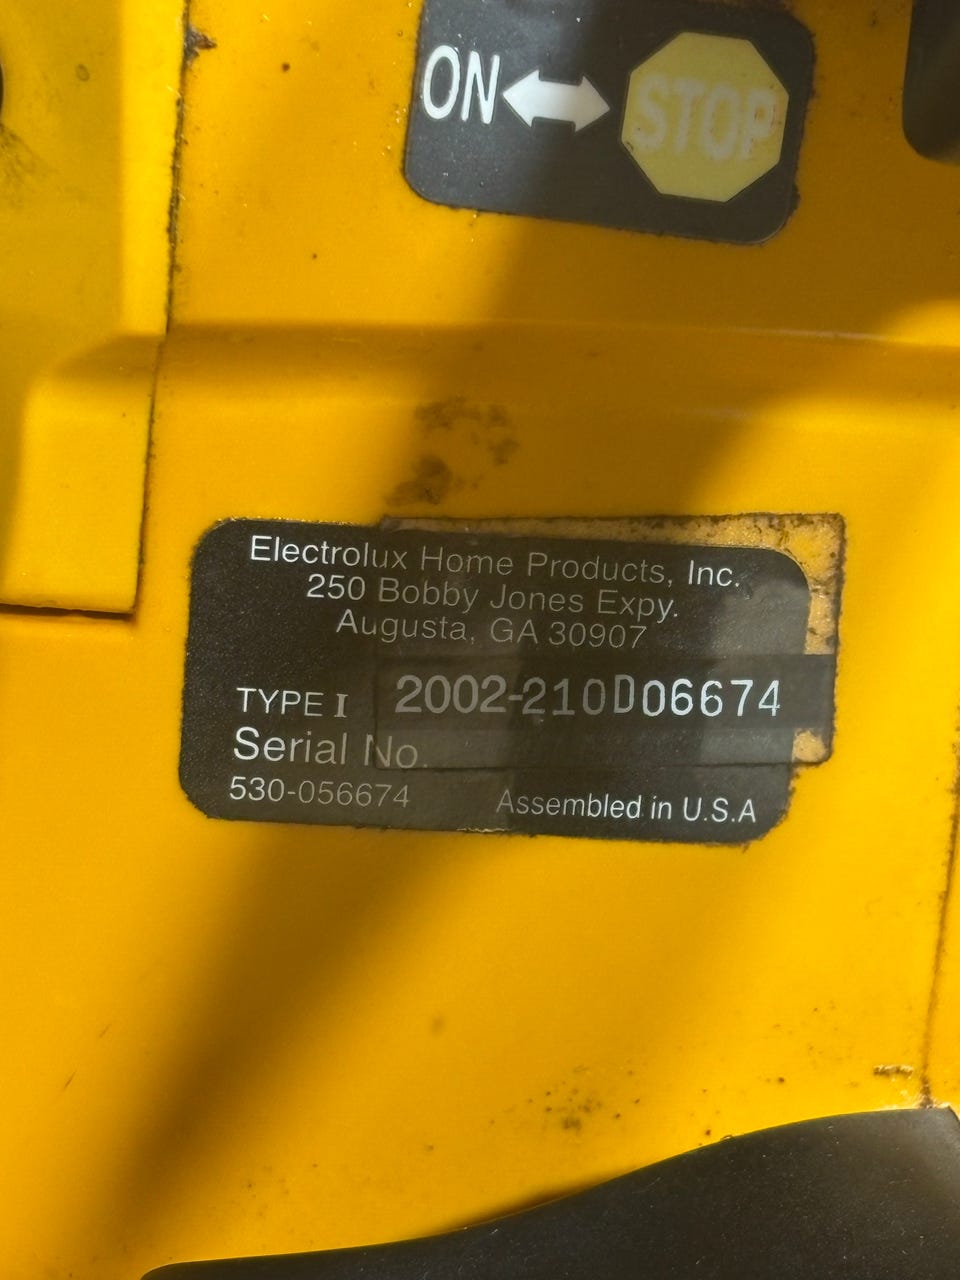 ON STOP
Electrolux Home Products, Inc.
250 Bobby Jones Expy.
Augusta, GA 30907
TYPE I 2002-210D06674
Serial No.
530-056674 Assembled in U.S.A